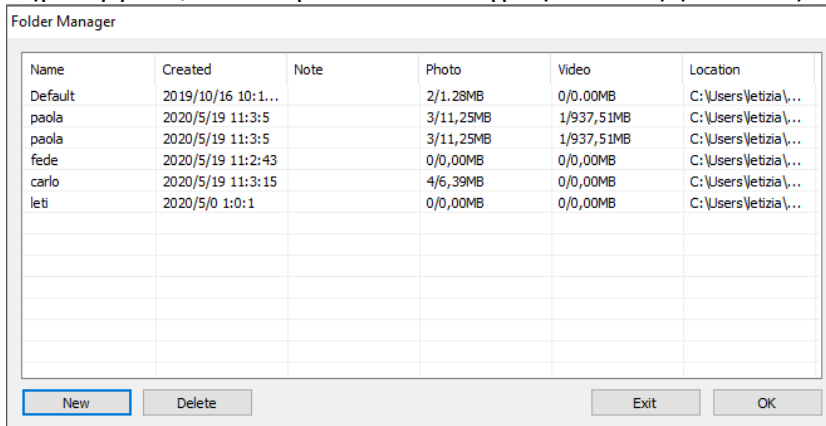 Folder Manager
Name Created Note Photo Video Location
Default 2019/10/16 10:1... 2/1.28MB 0/0.00MB C:\Users\letizia\...
paola 2020/5/19 11:3:5 3/11,25MB 1/937,51MB C:\Users\letizia\...
paola 2020/5/19 11:3:5 3/11,25MB 1/937,51MB C:\Users\letizia\...
fede 2020/5/19 11:2:43 0/0,00MB 0/0,00MB C:\Users\letizia\...
carlo 2020/5/19 11:3:15 4/6,39MB 0/0,00MB C:\Users\letizia\...
leti 2020/5/0 1:0:1 0/0,00MB 0/0,00MB C:\Users\letizia\...
New Delete Exit OK